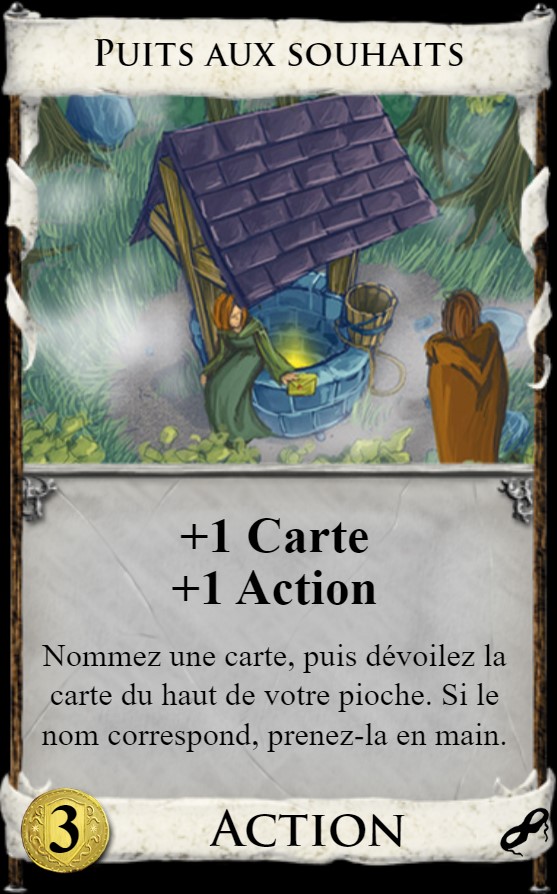 PUITS AUX SOUHAITS
+1 Carte
+1 Action
Nommez une carte, puis dévoilez la
carte du haut de votre pioche. Si le
nom correspond, prenez-la en main.
3
ACTION